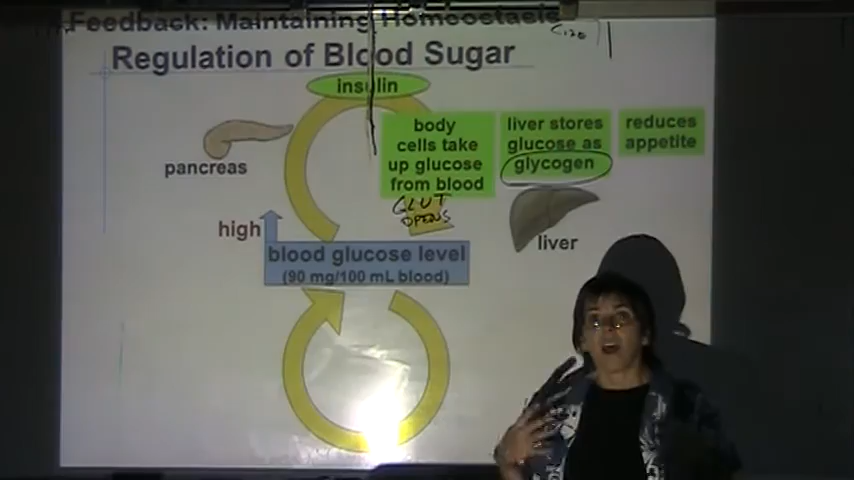 Feedback: Maintaining Homeostasis
Regulation of Blood Sugar
insulin
body
cells take
up glucose
from blood
liver stores
glucose as
glycogen
reduces
appetite
pancreas
GLUT
OPENS
high
liver
blood glucose level
(90 mg/100 mL blood)